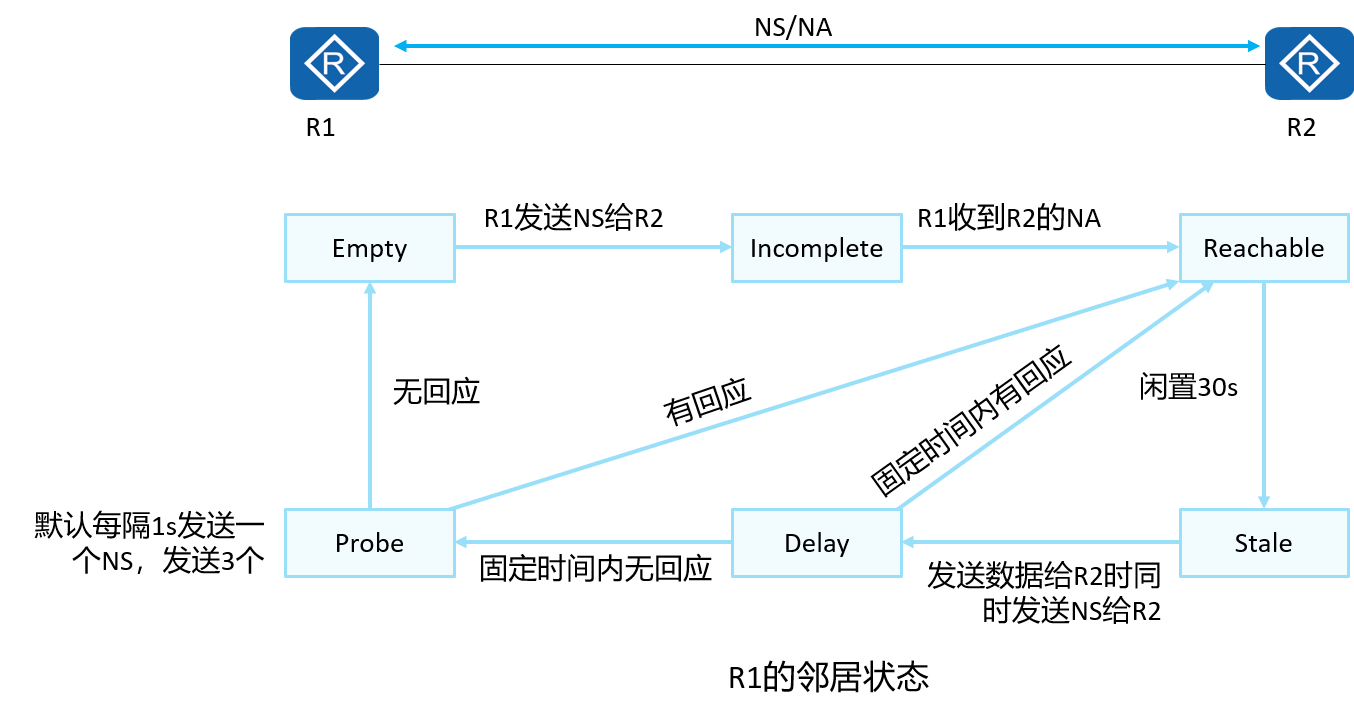 NS/NA
R
R
R1
R2
R1发送NS给R2
R1收到R2的NA
Empty
Incomplete
Reachable
无回应
有回应
固定时间内有回应
闲置30s
默认每隔1s发送一
个NS，发送3个
Probe
固定时间内无回应
Delay
发送数据给R2时同
时发送NS给R2
Stale
R1的邻居状态